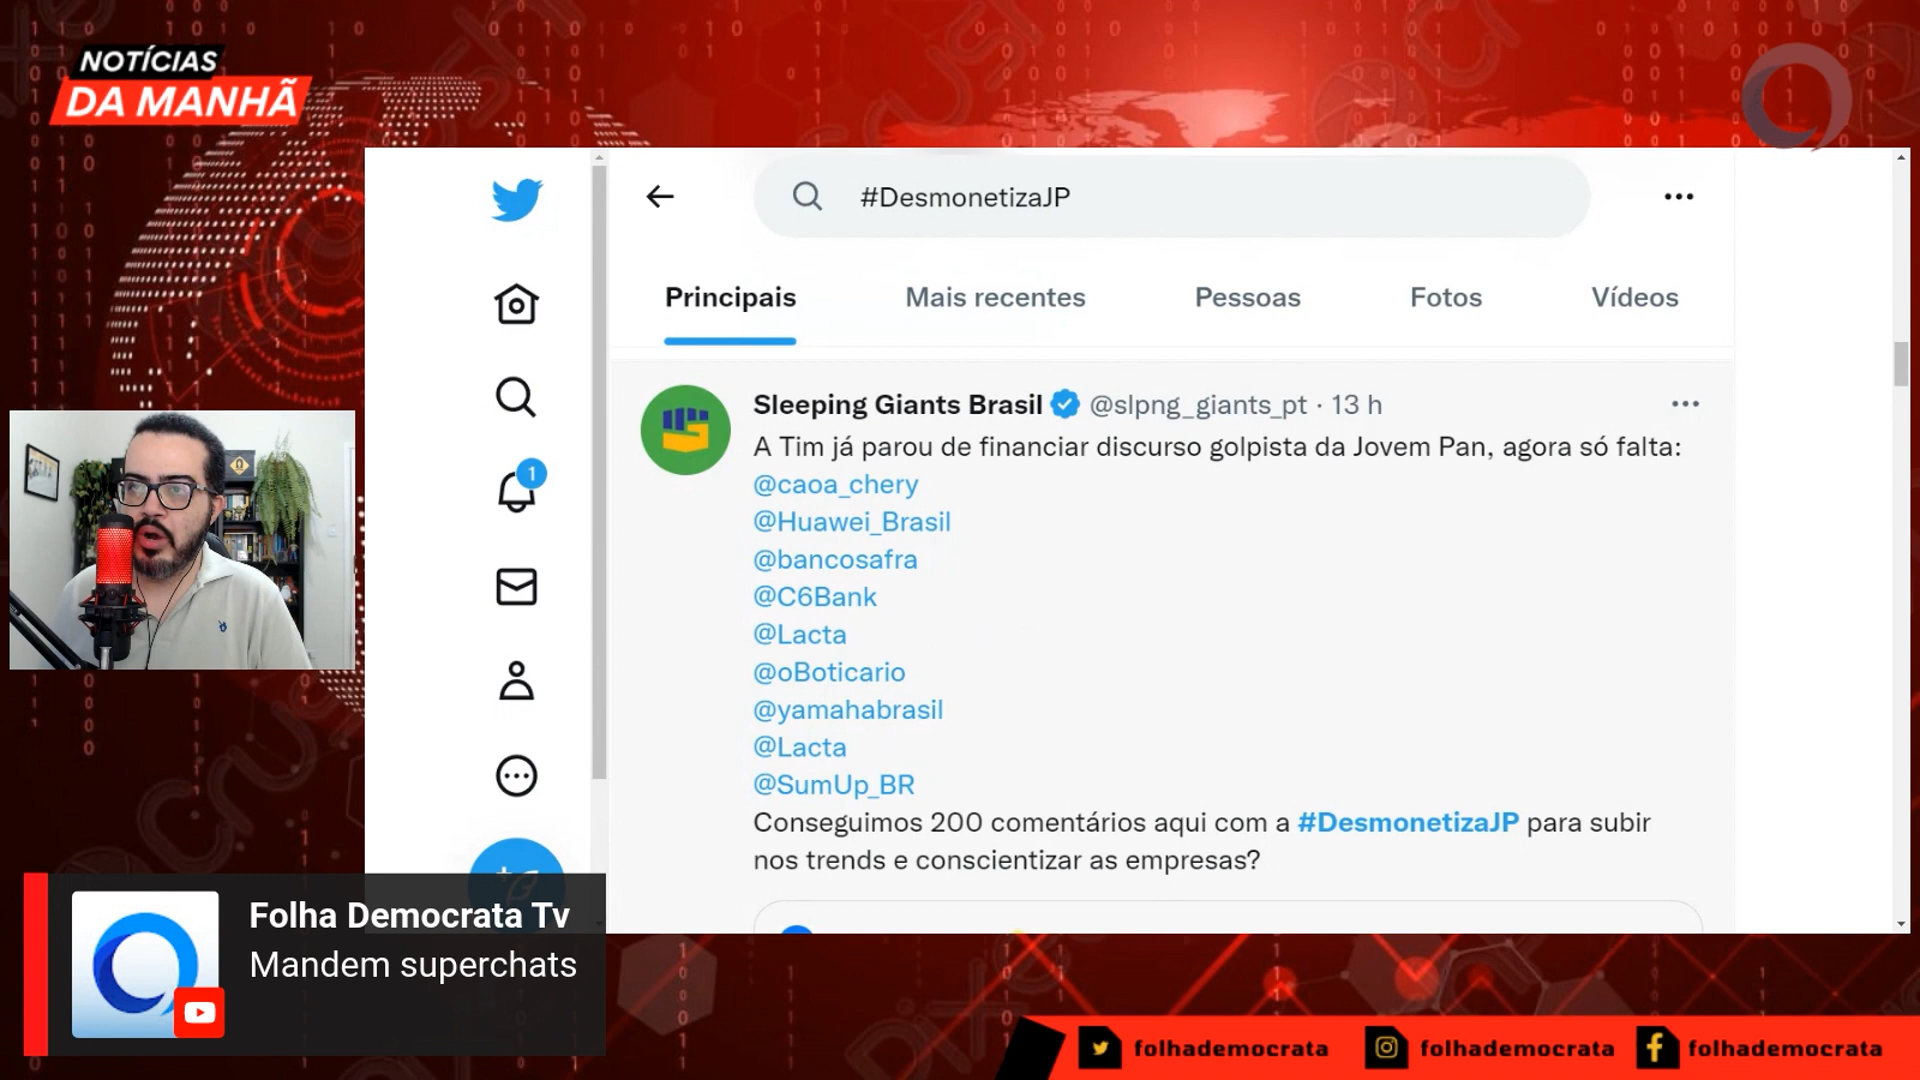 NOTÍCIAS
DA MANHÃ
#DesmonetizaJP
Principais
Mais recentes
Pessoas
Fotos
Vídeos
Sleeping Giants Brasil @slpng_giants_pt · 13 h
A Tim já parou de financiar discurso golpista da Jovem Pan, agora só falta:
@caoa_chery
@Huawei_Brasil
@bancosafra
@C6Bank
@Lacta
@oBoticario
@yamahabrasil
@Lacta
@SumUp_BR
Conseguimos 200 comentários aqui com a #DesmonetizaJP para subir
nos trends e conscientizar as empresas?
1
Folha Democrata Tv
Mandem superchats
folhademocrata
folhademocrata
folhademocrata